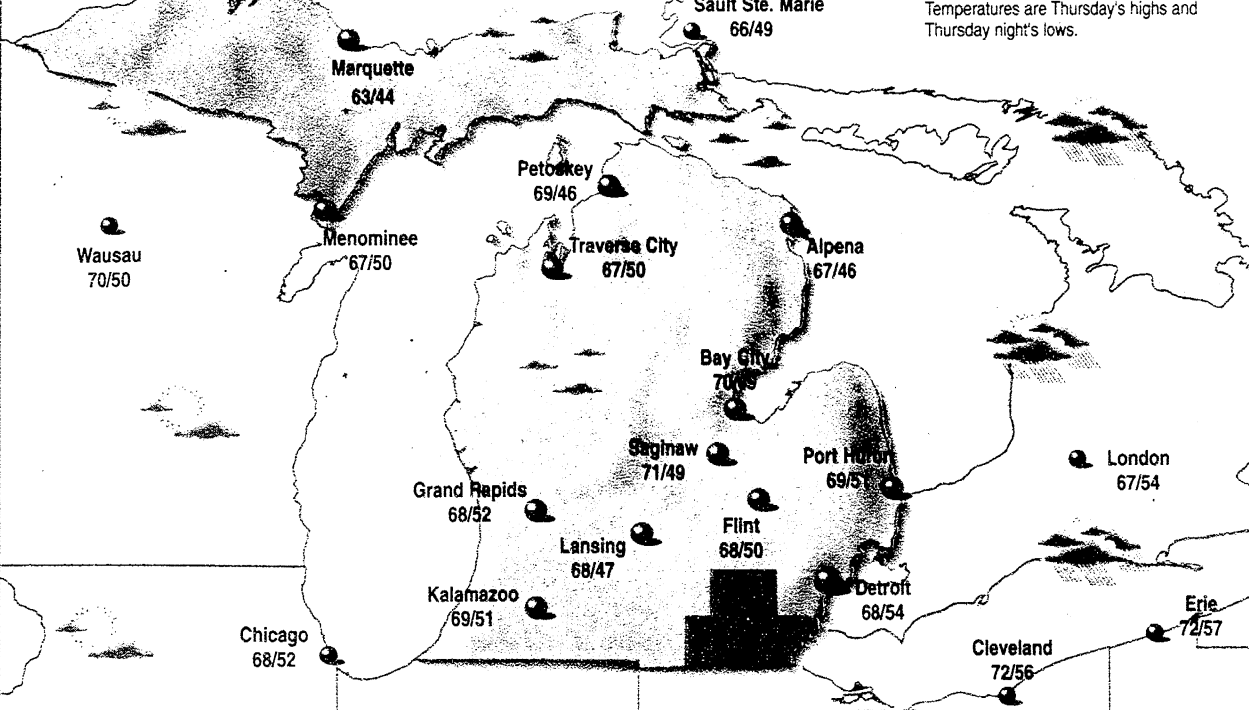 Sault Ste. Marie
66/49
Temperatures are Thursday's highs and
Thursday night's lows.
Marquette
63/44
Petoskey
69/46
Menominee
67/50
Traverse City
67/50
Alpena
67/46
Wausau
70/50
Bay City
Saginaw
71/49
Port Huron
69/51
London
67/54
Grand Rapids
68/52
Flint
68/50
Lansing
68/47
Detroit
68/54
Kalamazoo
69/51
Erie
72/57
Chicago
68/52
Cleveland
72/56